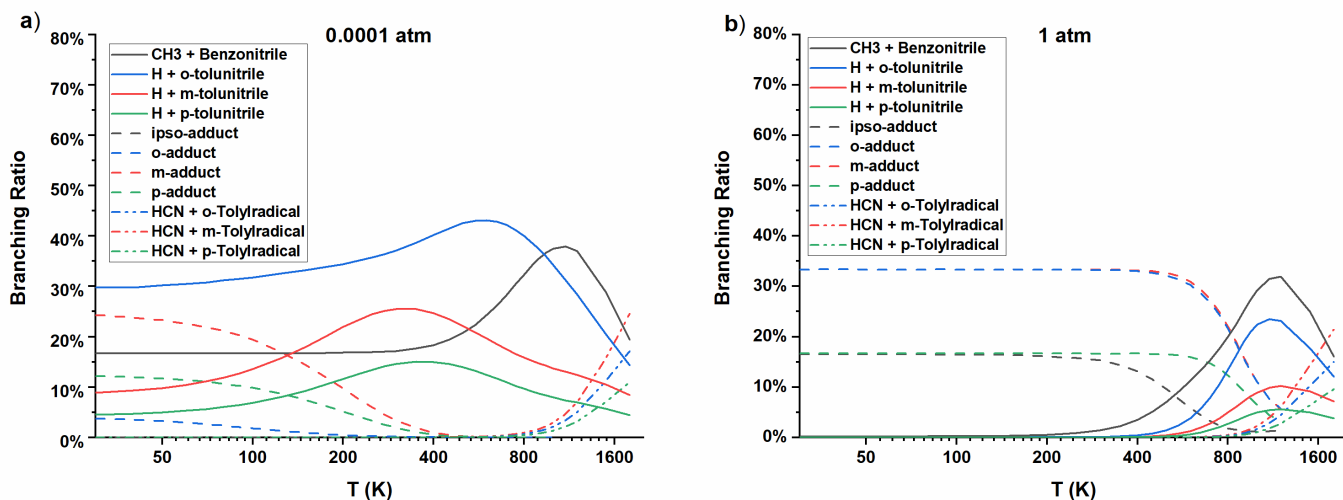 a)
0.0001 atm
80%
70%
60%
50%
40%
30%
20%
10%
0%
Branching Ratio
CH3 + Benzonitrile
H + o-tolunitrile
H + m-tolunitrile
H + p-tolunitrile
ipso-adduct
o-adduct
m-adduct
p-adduct
HCN + o-Tolylradical
HCN + m-Tolylradical
HCN + p-Tolylradical
50 100 200 400 800 1600
T (K)
b)
1 atm
80%
70%
60%
50%
40%
30%
20%
10%
0%
Branching Ratio
CH3 + Benzonitrile
H + o-tolunitrile
H + m-tolunitrile
H + p-tolunitrile
ipso-adduct
o-adduct
m-adduct
p-adduct
HCN + o-Tolylradical
HCN + m-Tolylradical
HCN + p-Tolylradical
50 100 200 400 800 1600
T (K)